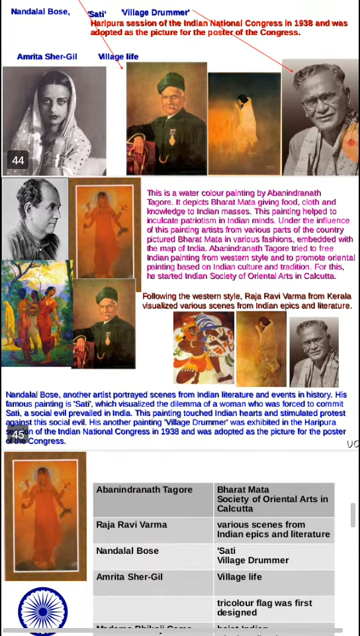 Nandalal Bose, 'Sati' 'Village Drummer'
Haripura session of the Indian National Congress in 1938 and was
adopted as the picture for the poster of the Congress.
Amrita Sher-Gil Village life
44
This is a water colour painting by Abanindranath
Tagore. It depicts Bharat Mata giving food, cloth and
knowledge to Indian masses. This painting helped to
inculcate patriotism in Indian minds. Under the influence
of this painting artists from various parts of the country
pictured Bharat Mata in various fashions, embedded with
the map of India. Abanindranath Tagore tried to free
Indian painting from western style and to promote oriental
painting based on Indian culture and tradition. For this,
he started Indian Society of Oriental Arts in Calcutta.
Following the western style, Raja Ravi Varma from Kerala
visualized various scenes from Indian epics and literature.
Nandalal Bose, another artist portrayed scenes from Indian literature and events in history. His
famous painting is 'Sati', which visualized the dilemma of a woman who was forced to commit
Sati, a social evil prevailed in India. This painting touched Indian hearts and stimulated protest
against this social evil. His another painting 'Village Drummer' was exhibited in the Haripura
session of the Indian National Congress in 1938 and was adopted as the picture for the poster
of the Congress.
45
Abanindranath Tagore Bharat Mata
Society of Oriental Arts in
Calcutta
Raja Ravi Varma various scenes from
Indian epics and literature
Nandalal Bose 'Sati
Village Drummer
Amrita Sher-Gil Village life
tricolour flag was first
designed